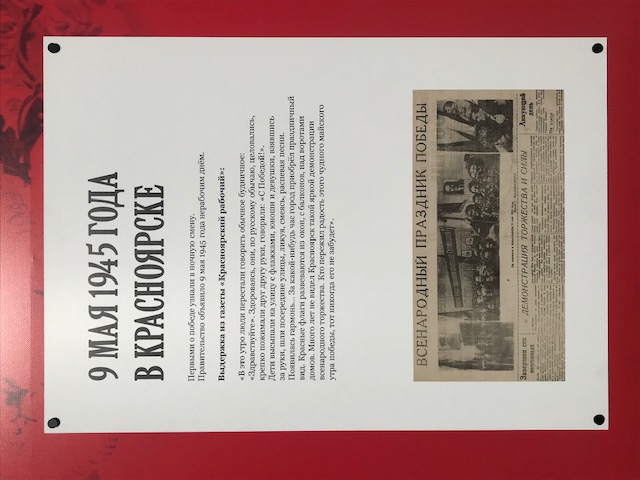 9 МАЯ 1945 ГОДА
В КРАСНОЯРСКЕ
Первыми о победе узнали в ночную смену.
Правительство объявило 9 мая 1945 года нерабочим днём.
Выдержка из газеты «Красноярский рабочий»:
«В это утро люди перестали говорить обычное будничное:
«Здравствуйте». Здороваясь, они, по русскому обычаю, целовались,
крепко пожимали друг другу руки, говорили: «С Победой!».
Дети высыпали на улицу с флажками, юноши и девушки, взявшись
за руки, шли посередине улицы, ликуя, смеясь, распевая песни.
Появилась гармонь... За какой-нибудь час город приобрёл праздничный
вид. Красные флаги развеваются из окон, с балконов, над воротами
домов. Много лет не видел Красноярск такой яркой демонстрации
всенародного торжества. Кто пережил радость этого чудного майского
утра победы, тот никогда его не забудет».
ВСЕНАРОДНЫЙ ПРАЗДНИК ПОБЕДЫ
ДЕМОНСТРАЦИЯ ТОРЖЕСТВА И СИЛЫ
Ликующий
день